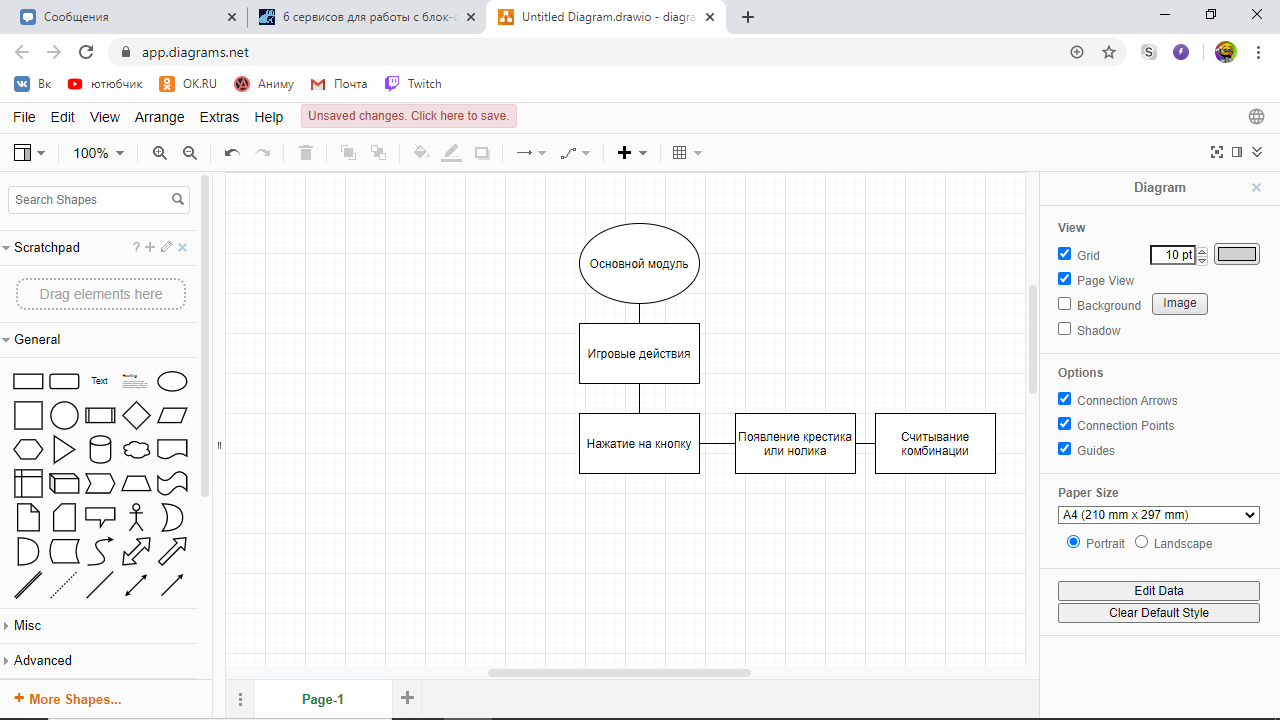 Сообщения
6 сервисов для работы с блок-с
Untitled Diagram.drawio - diagra
app.diagrams.net
S
Вк
ютюбчик
OK.RU
Аниму
Почта
Twitch
File Edit View Arrange Extras Help
Unsaved changes. Click here to save.
100%
Search Shapes
Scratchpad
?
Drag elements here
General
Text
Heading
Misc
Advanced
+ More Shapes...
Основной модуль
Игровые действия
Нажатие на кнопку
Появление крестика
или нолика
Считывание
комбинации
Page-1
Diagram
View
Grid
10 pt
Page View
Background
Image
Shadow
Options
Connection Arrows
Connection Points
Guides
Paper Size
A4 (210 mm x 297 mm)
Portrait
Landscape
Edit Data
Clear Default Style